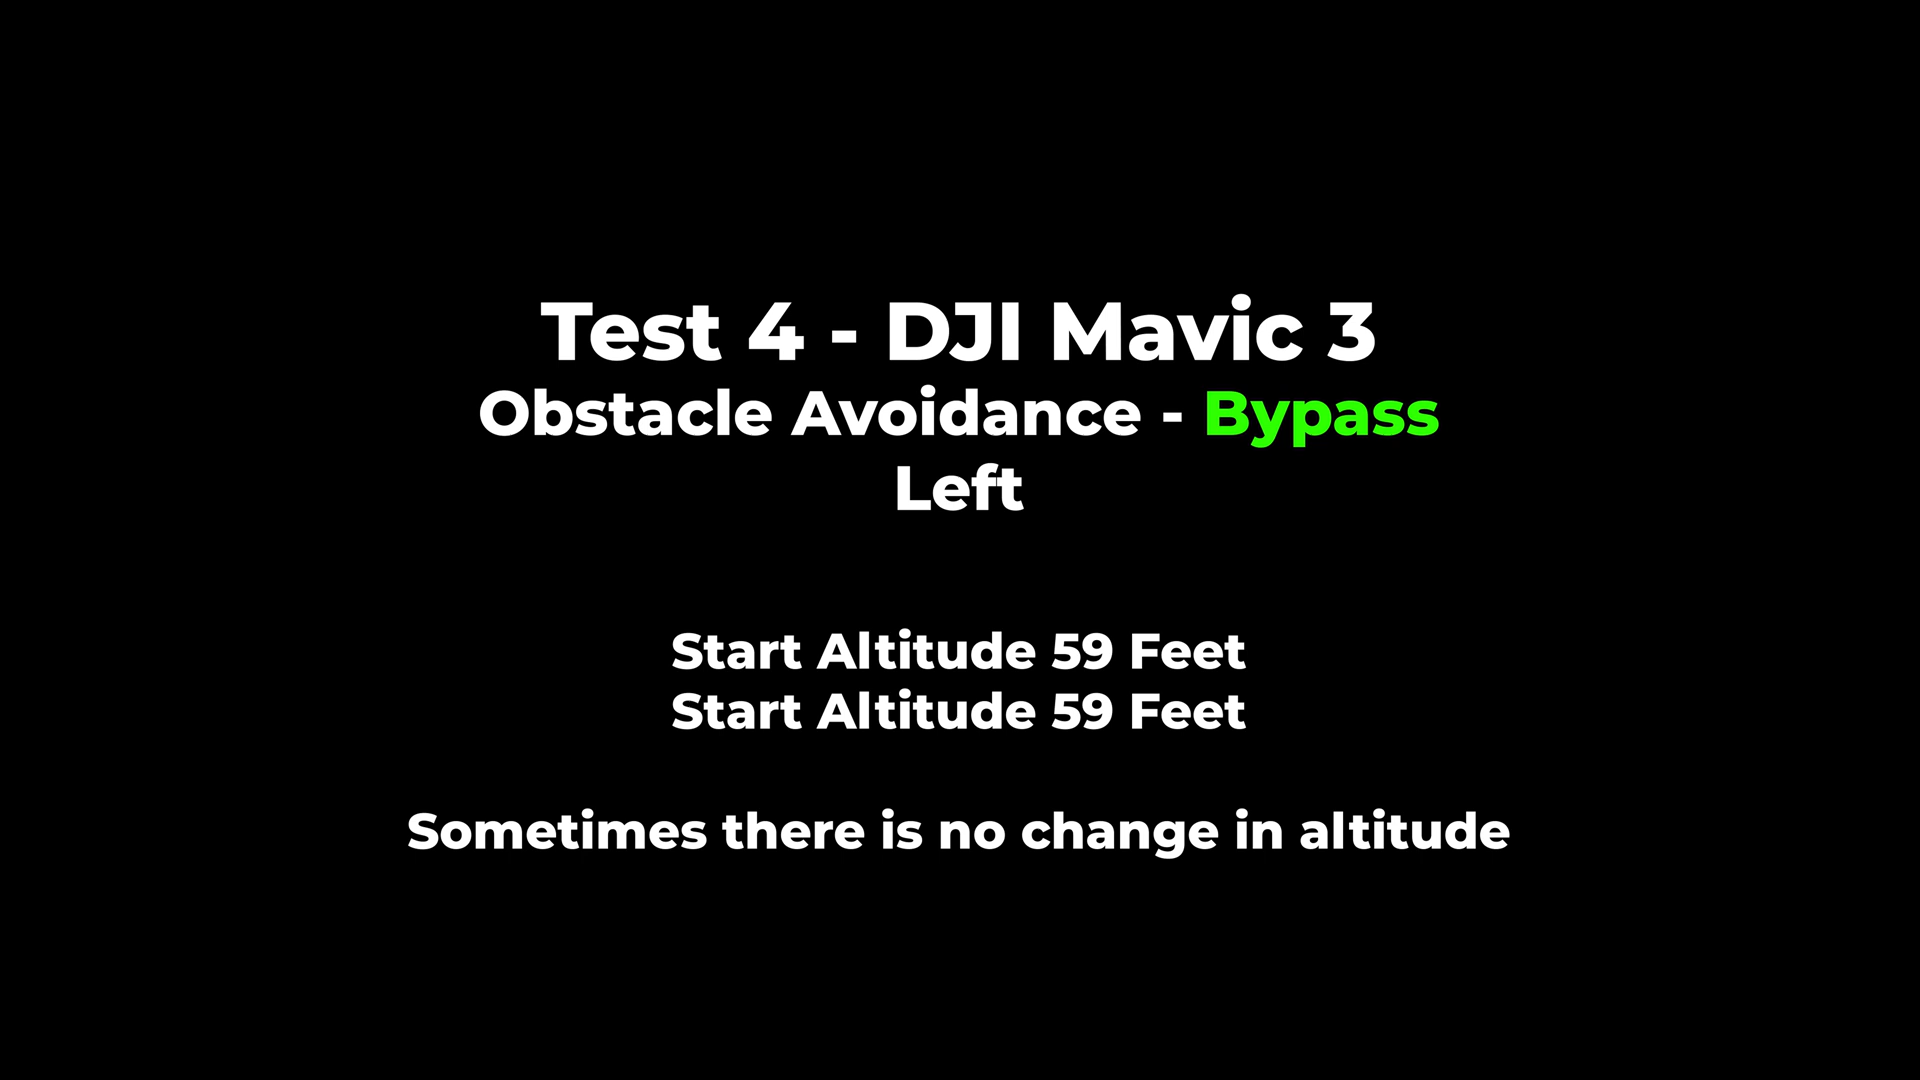 Test 4 - DJI Mavic 3
Obstacle Avoidance - Bypass
Left
Start Altitude 59 Feet
Start Altitude 59 Feet
Sometimes there is no change in altitude